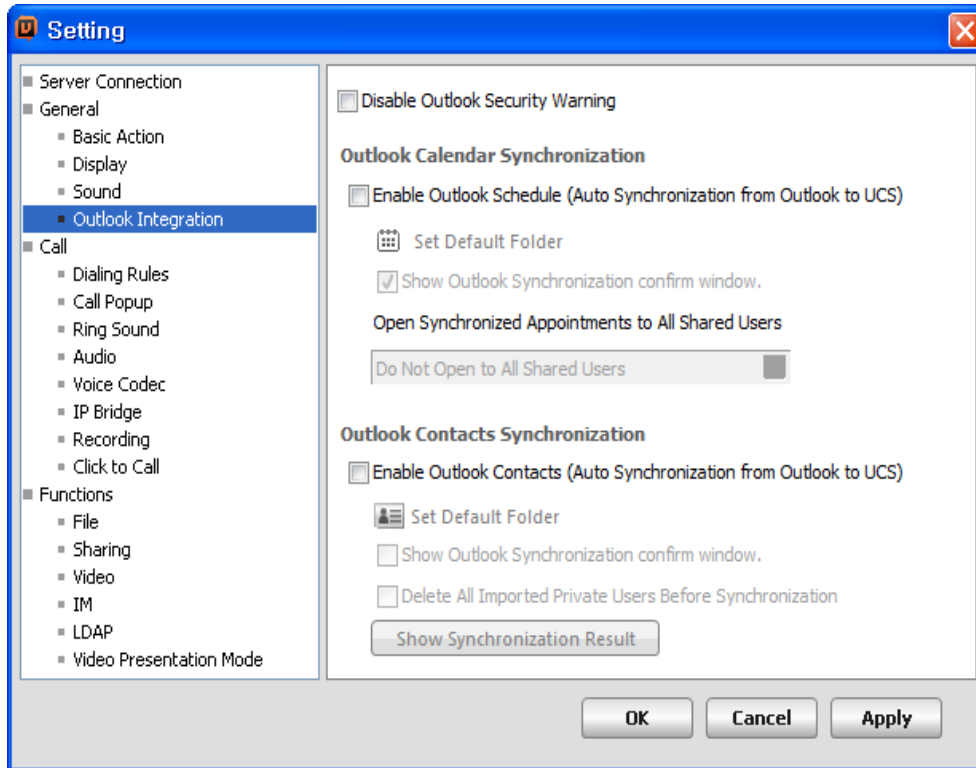 Setting
Server Connection
General
Basic Action
Display
Sound
Outlook Integration
Call
Dialing Rules
Call Popup
Ring Sound
Audio
Voice Codec
IP Bridge
Recording
Click to Call
Functions
File
Sharing
Video
IM
LDAP
Video Presentation Mode
Disable Outlook Security Warning
Outlook Calendar Synchronization
Enable Outlook Schedule (Auto Synchronization from Outlook to UCS)
Set Default Folder
Show Outlook Synchronization confirm window.
Open Synchronized Appointments to All Shared Users
Do Not Open to All Shared Users
Outlook Contacts Synchronization
Enable Outlook Contacts (Auto Synchronization from Outlook to UCS)
Set Default Folder
Show Outlook Synchronization confirm window.
Delete All Imported Private Users Before Synchronization
Show Synchronization Result
OK
Cancel
Apply